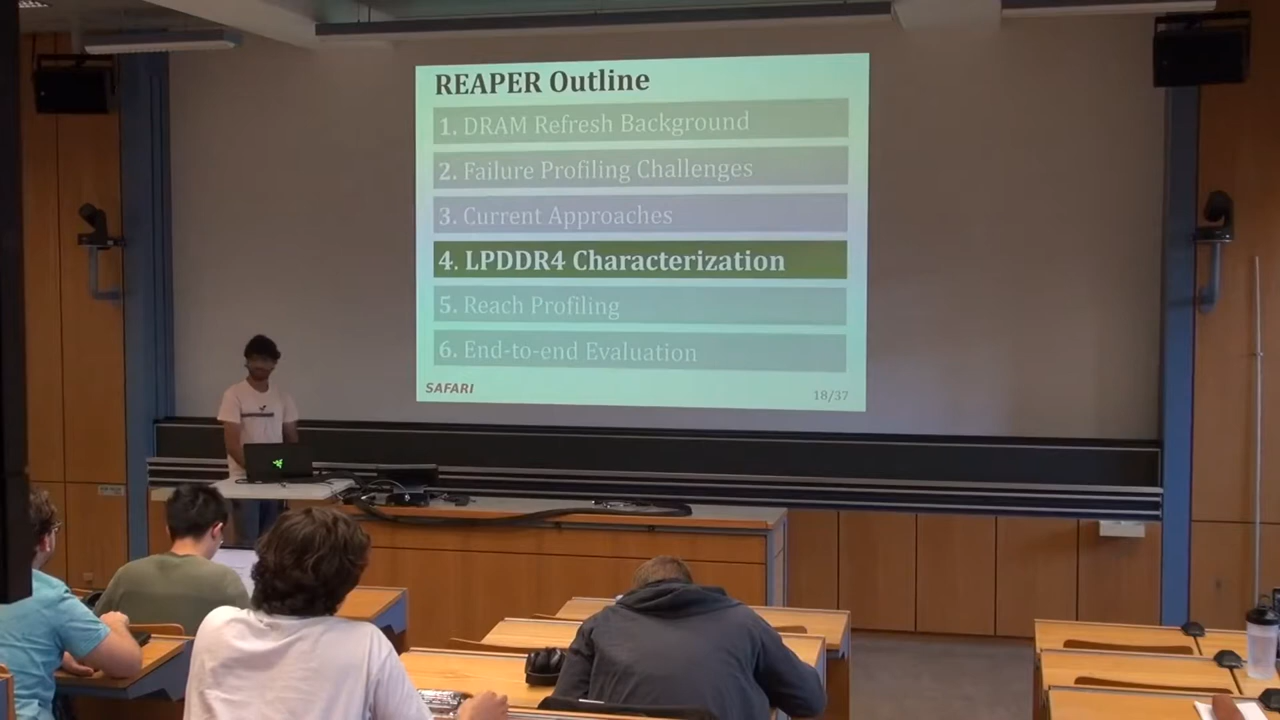 REAPER Outline
1. DRAM Refresh Background
2. Failure Profiling Challenges
3. Current Approaches
4. LPDDR4 Characterization
5. Reach Profiling
6. End-to-end Evaluation
SAFARI
18/37